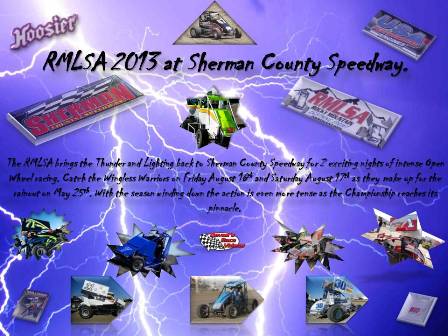 Hoosier
RMLSA 2013 at Sherman County Speedway.
SHERMAN
RMLSA
The RMLSA brings the Thunder and Lighting back to Sherman County Speedway for 2 exciting nights of intense Open
Wheel racing. Catch the Wingless Warriors on Friday August 16th and Saturday August 17th as they make up for the
rainout on May 25th. With the season winding down the action is even more tense as the Championship reaches its
pinnacle.